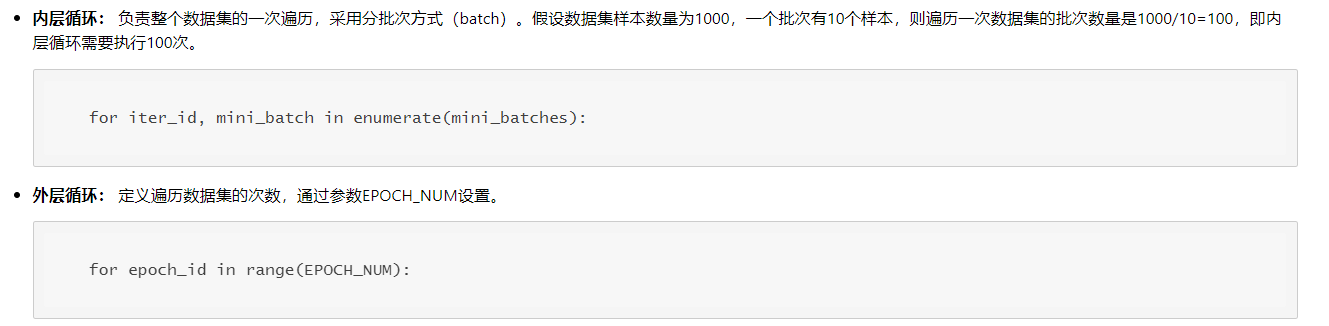 • 内层循环： 负责整个数据集的一次遍历，采用分批次方式（batch）。假设数据集样本数量为1000，一个批次有10个样本，则遍历一次数据集的批次数量是1000/10=100，即内
层循环需要执行100次。
for iter_id, mini_batch in enumerate(mini_batches):
• 外层循环： 定义遍历数据集的次数，通过参数EPOCH_NUM设置。
for epoch_id in range(EPOCH_NUM):